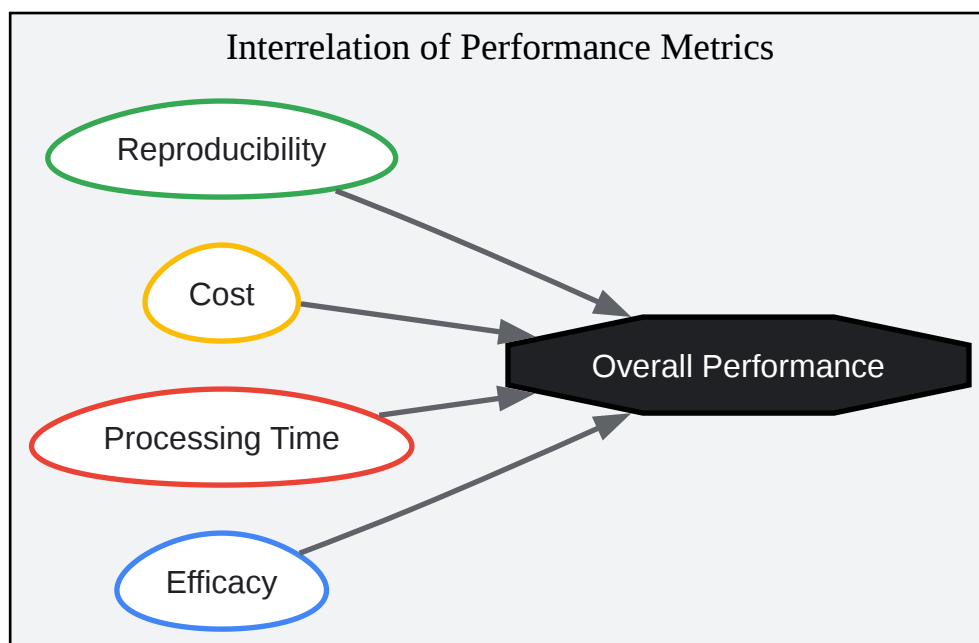 Interrelation of Performance Metrics
Reproducibility
Cost
Processing Time
Efficacy
Overall Performance